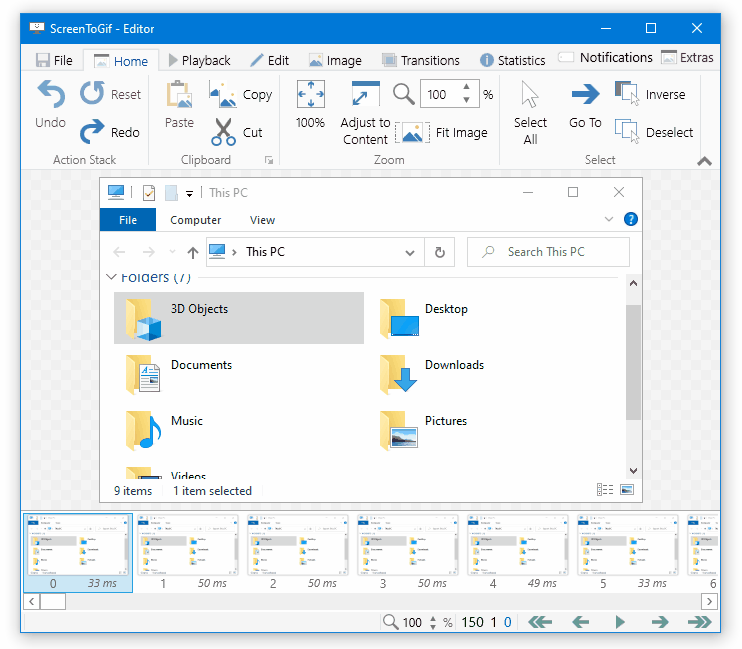 ScreenToGif - Editor
File Home Playback Edit Image Transitions Statistics Notifications Extras
Undo Reset Redo
Paste Copy Cut
100% Adjust to Content 100 % Fit Image
Select All Go To Inverse Deselect
Action Stack Clipboard Zoom Select
This PC
File Computer View
This PC Search This PC
Folders (7)
3D Objects Desktop
Documents Downloads
Music Pictures
Videos
9 items 1 item selected
0 33 ms 1 50 ms 2 50 ms 3 50 ms 4 49 ms 5 33 ms 6
100 % 150 1 0